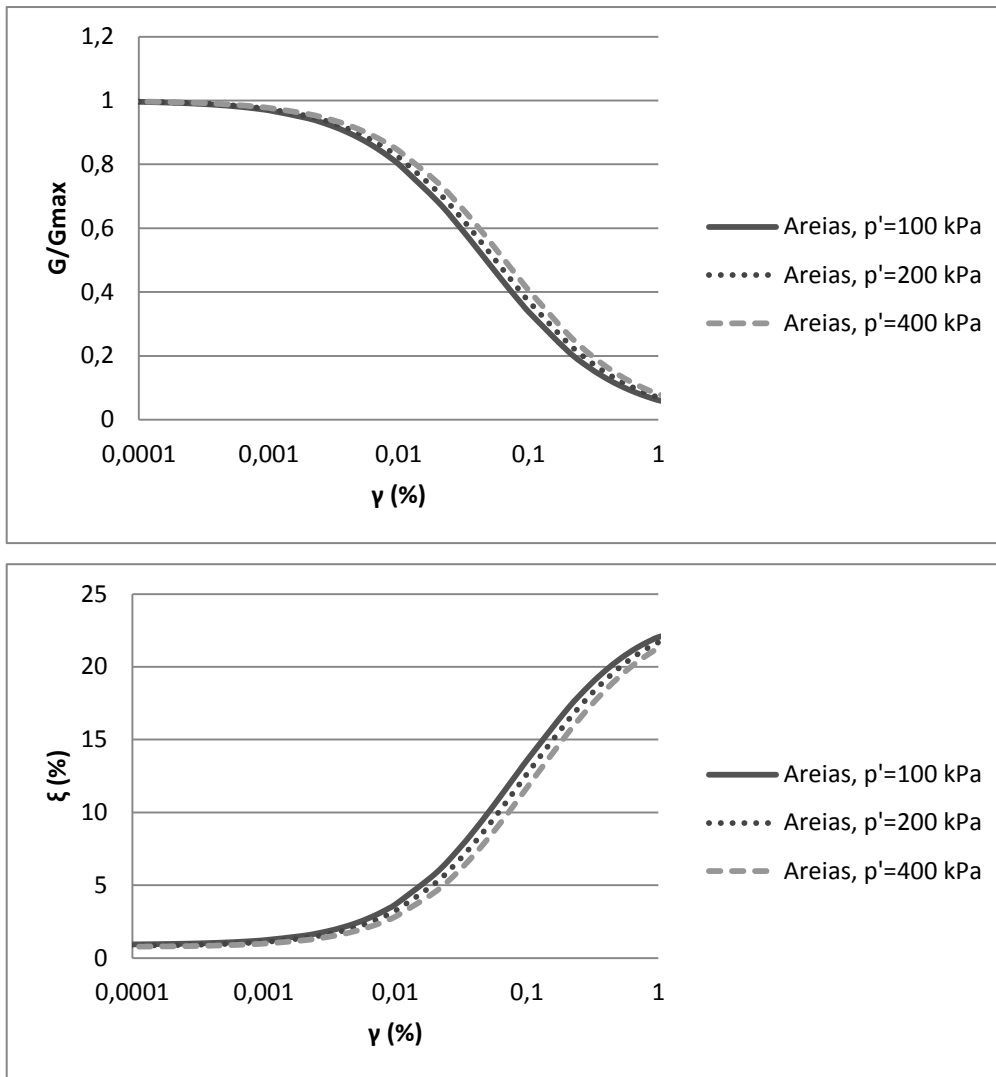 1,2
1
0,8
0,6
0,4
0,2
0
G/Gmax
0,0001 0,001 0,01 0,1 1
γ (%)
Areias, p'=100 kPa
Areias, p'=200 kPa
Areias, p'=400 kPa
25
20
15
10
5
0
ξ (%)
0,0001 0,001 0,01 0,1 1
γ (%)
Areias, p'=100 kPa
Areias, p'=200 kPa
Areias, p'=400 kPa